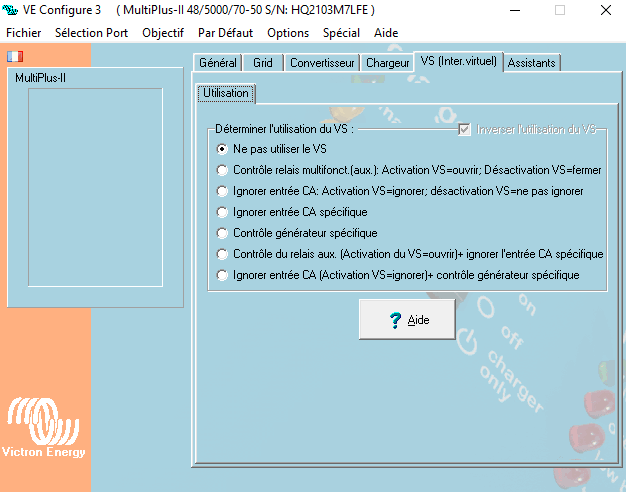 VE Configure 3 ( MultiPlus-II 48/5000/70-50 S/N: HQ2103M7LFE )
Fichier Sélection Port Objectif Par Défaut Options Spécial Aide
MultiPlus-II
Général Grid Convertisseur Chargeur VS (Inter.virtuel) Assistants
Utilisation
Déterminer l'utilisation du VS : Inverser l'utilisation du VS
Ne pas utiliser le VS
Contrôle relais multifonct.(aux.): Activation VS=ouvrir; Désactivation VS=fermer
Ignorer entrée CA: Activation VS=ignorer; désactivation VS=ne pas ignorer
Ignorer entrée CA spécifique
Contrôle générateur spécifique
Contrôle du relais aux. (Activation du VS=ouvrir)+ ignorer l'entrée CA spécifique
Ignorer entrée CA (Activation VS=ignorer)+ contrôle générateur spécifique
? Aide
on
off
charger
only
victron energy